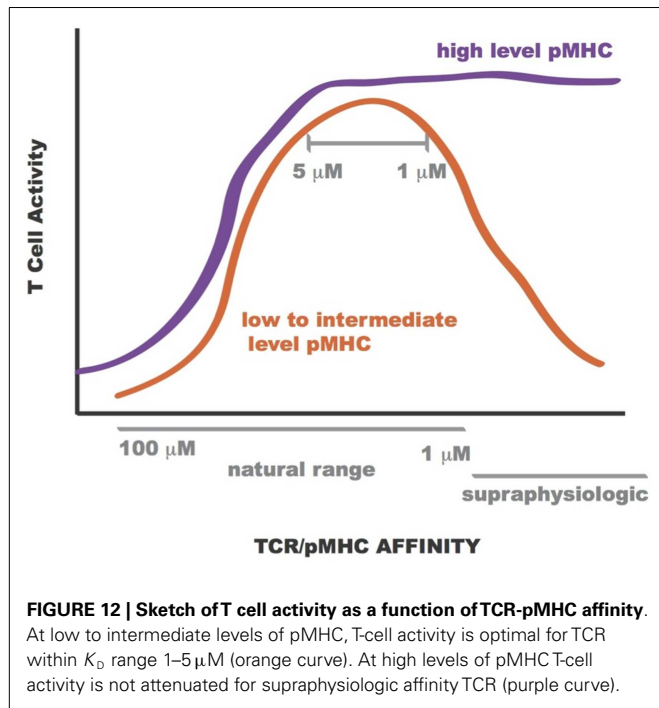 high level pMHC
T Cell Activity
5 μM
1 μM
low to intermediate
level pMHC
100 μM
natural range
1 μM
supraphysiologic
TCR/pMHC AFFINITY
FIGURE 12 | Sketch of T cell activity as a function of TCR-pMHC affinity.
At low to intermediate levels of pMHC, T-cell activity is optimal for TCR
within KD range 1–5 μM (orange curve). At high levels of pMHC T-cell
activity is not attenuated for supraphysiologic affinity TCR (purple curve).